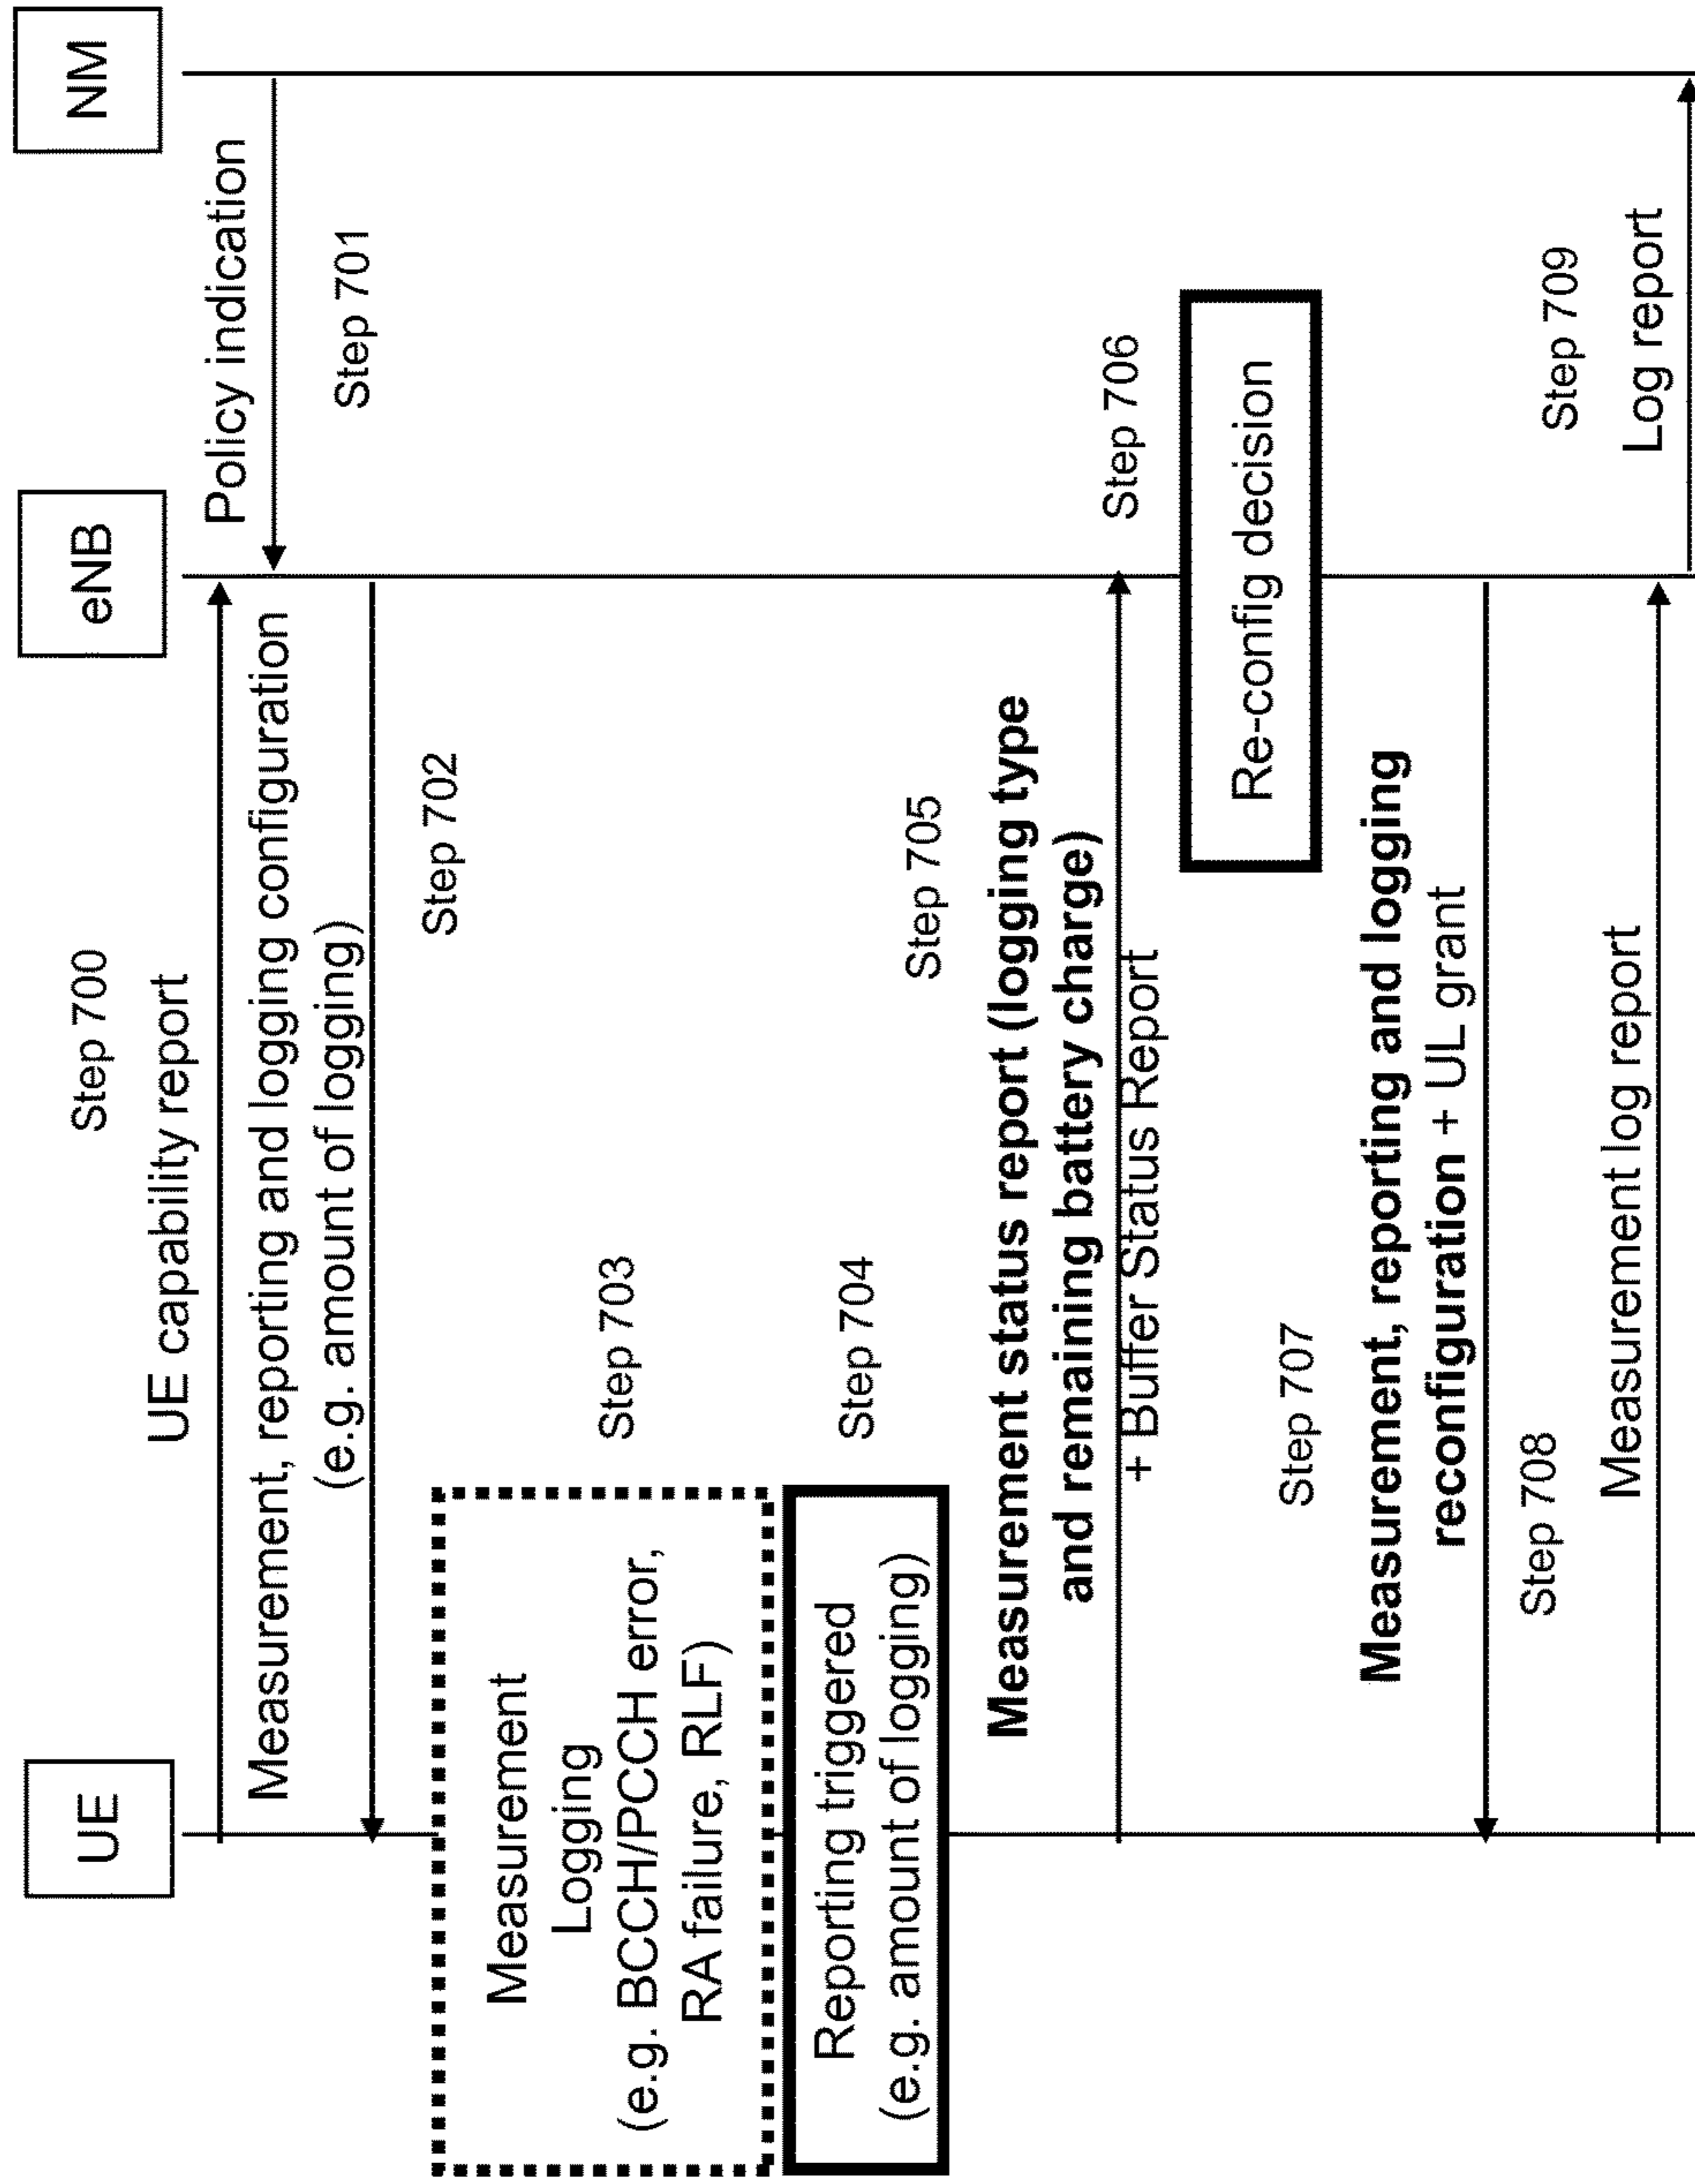 UE
eNB
NM
Step 700
UE capability report
Policy indication
Step 701
Measurement, reporting and logging configuration
(e.g. amount of logging)
Step 702
Measurement
Logging
(e.g. BCCH/PCCH error,
RA failure, RLF)
Step 703
Reporting triggered
(e.g. amount of logging)
Step 704
Step 705
Measurement status report (logging type
and remaining battery charge)
+ Buffer Status Report
Step 706
Re-config decision
Step 707
Measurement, reporting and logging
reconfiguration + UL grant
Step 708
Measurement log report
Step 709
Log report